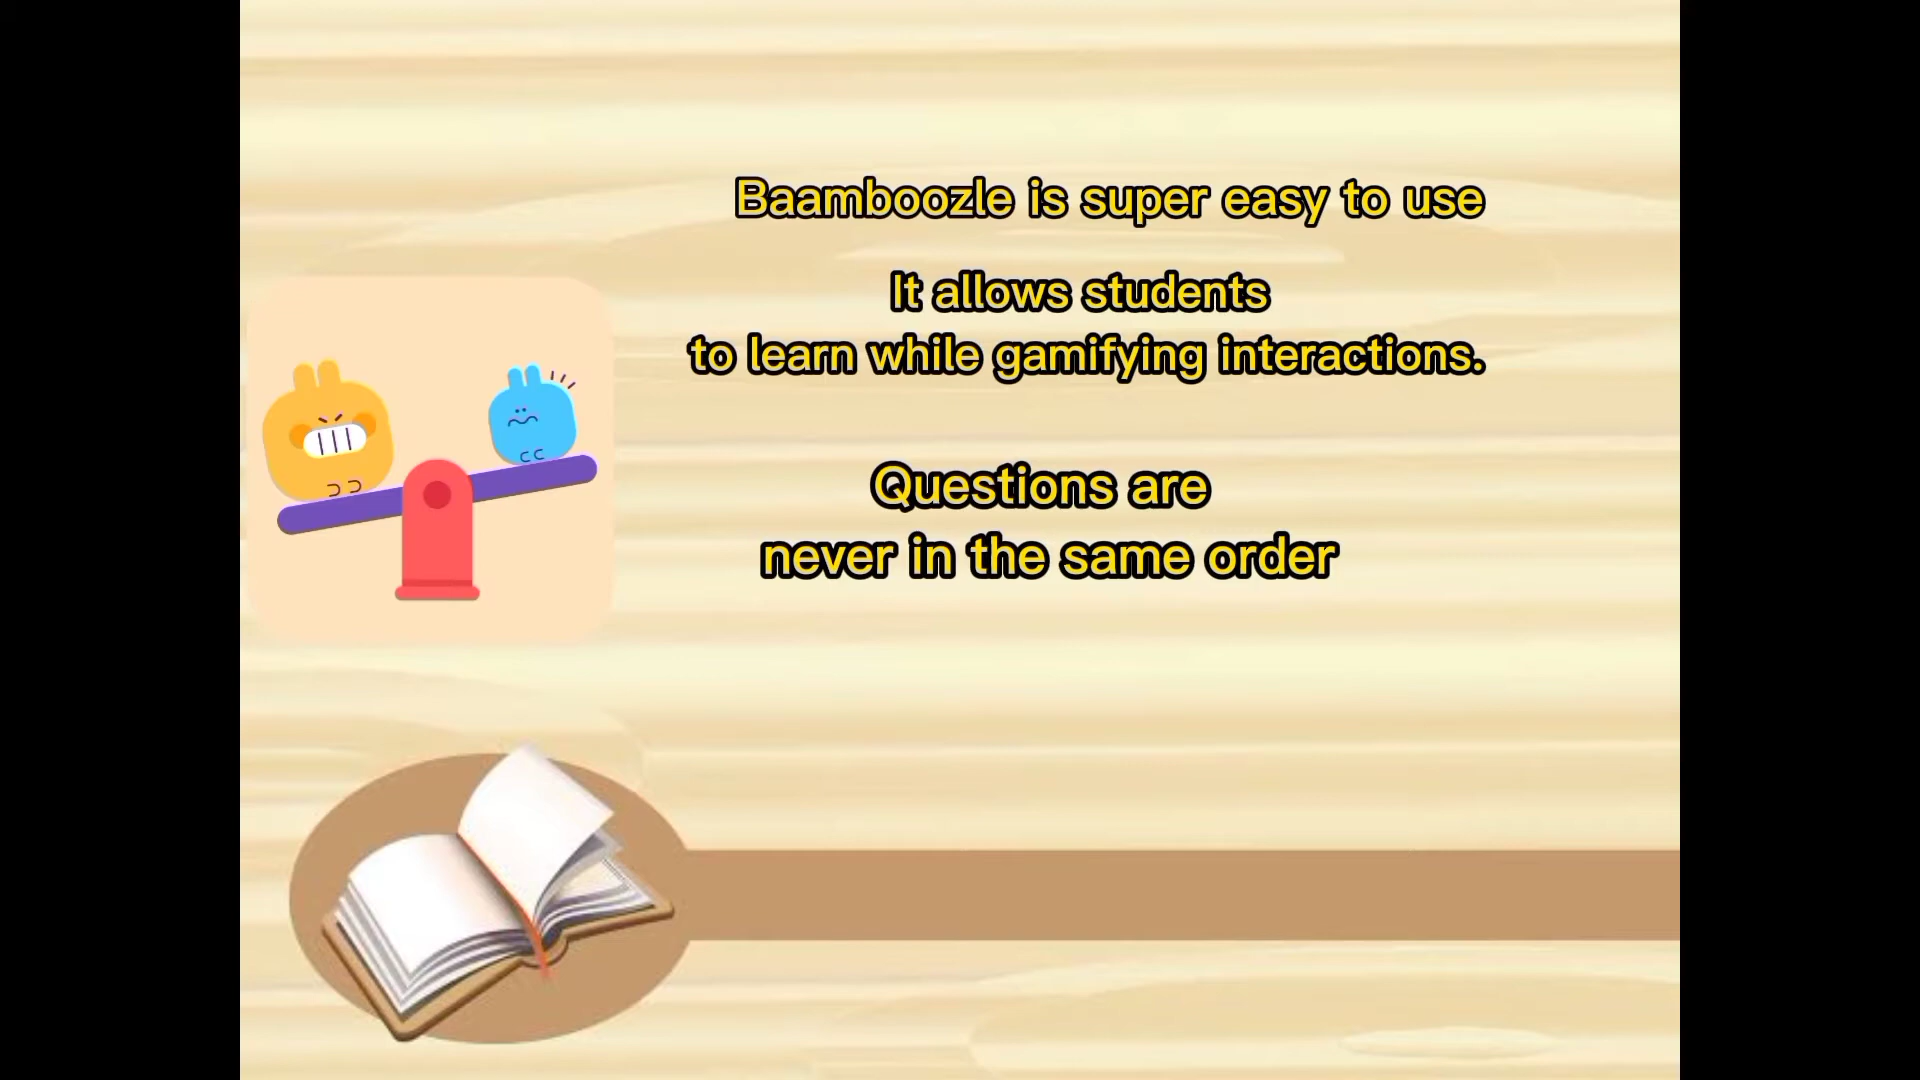 Baamboozle is super easy to use
It allows students
to learn while gamifying interactions.
Questions are
never in the same order